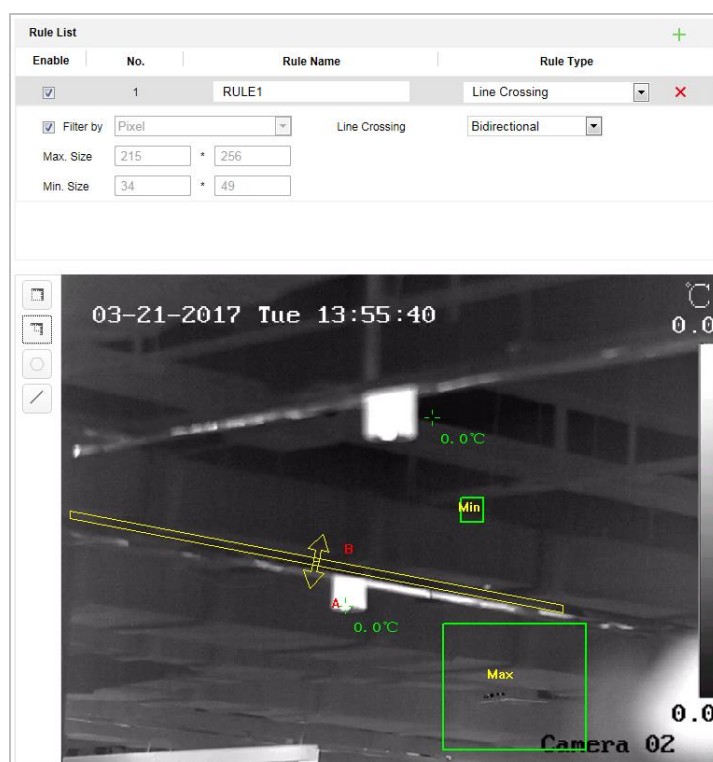 Rule List
Enable No. Rule Name Rule Type
1 RULE1 Line Crossing
Filter by Pixel Line Crossing Bidirectional
Max. Size 215 * 256
Min. Size 34 * 49
℃
03-21-2017 Tue 13:55:40
0.0
0.0℃
Min
B
A
0.0℃
Max
0.0
Camera 02